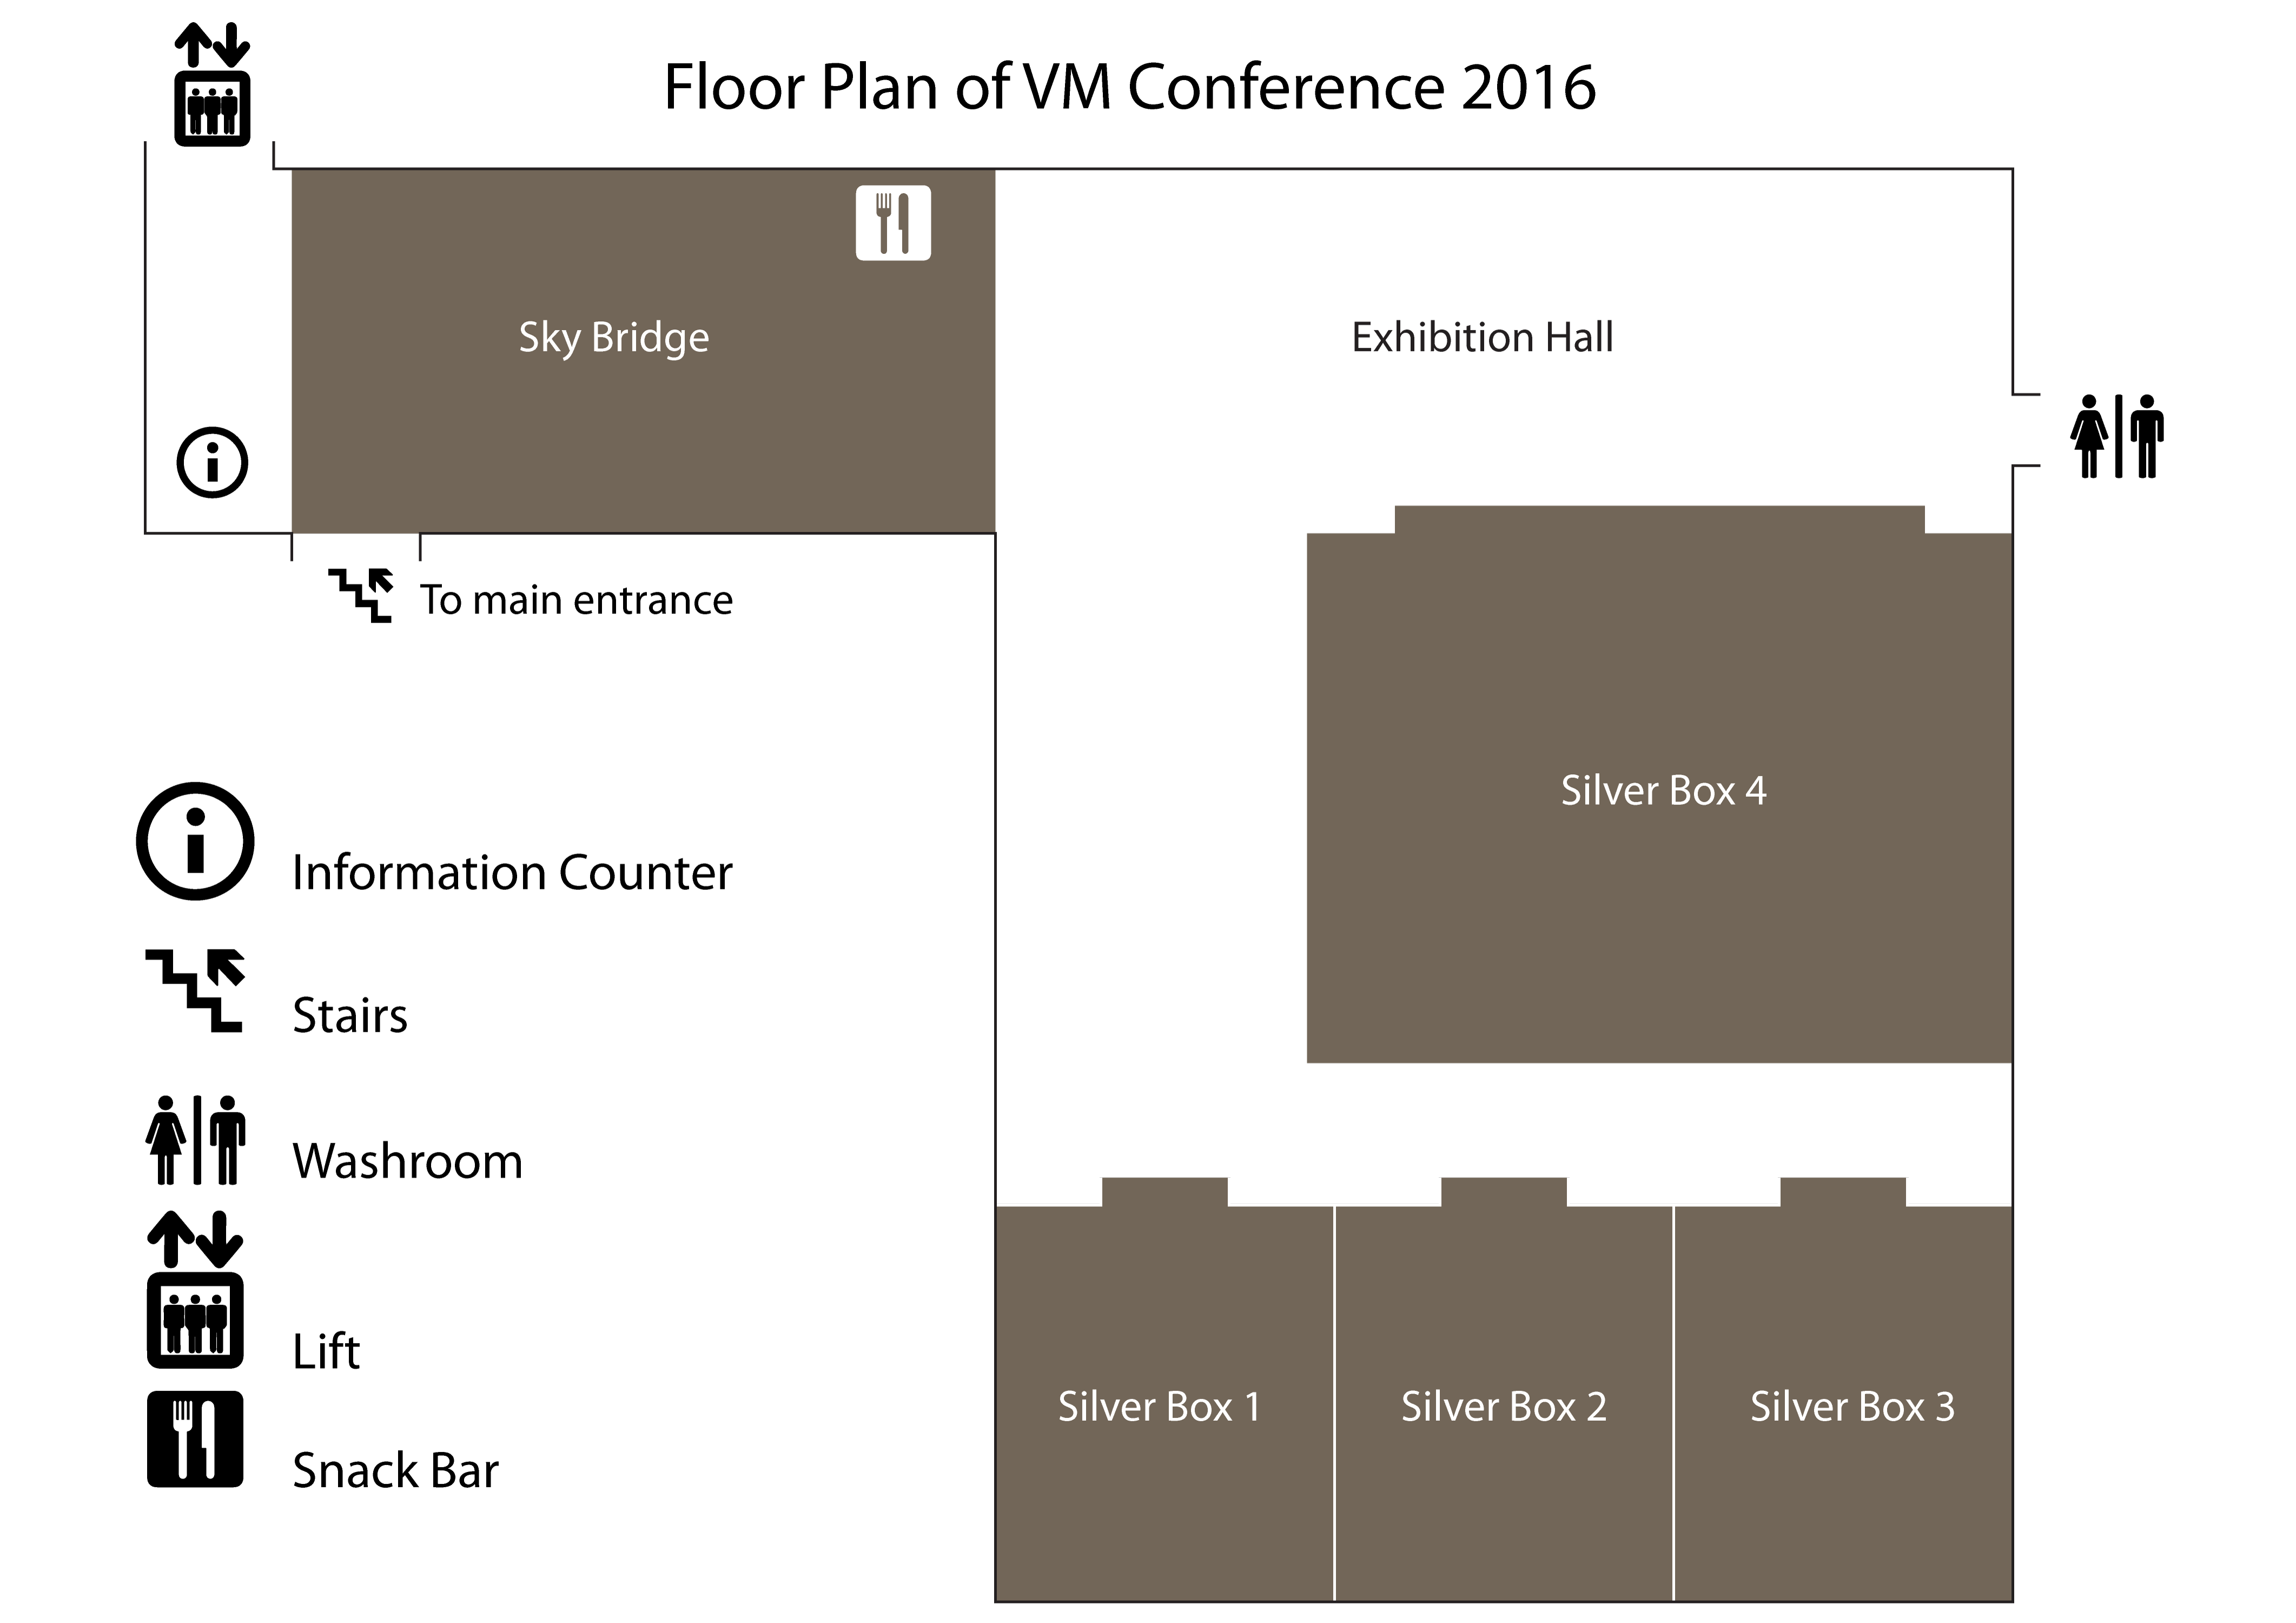 Floor Plan of VM Conference 2016
Sky Bridge
Exhibition Hall
To main entrance
Silver Box 4
Information Counter
Stairs
Washroom
Lift
Snack Bar
Silver Box 1
Silver Box 2
Silver Box 3